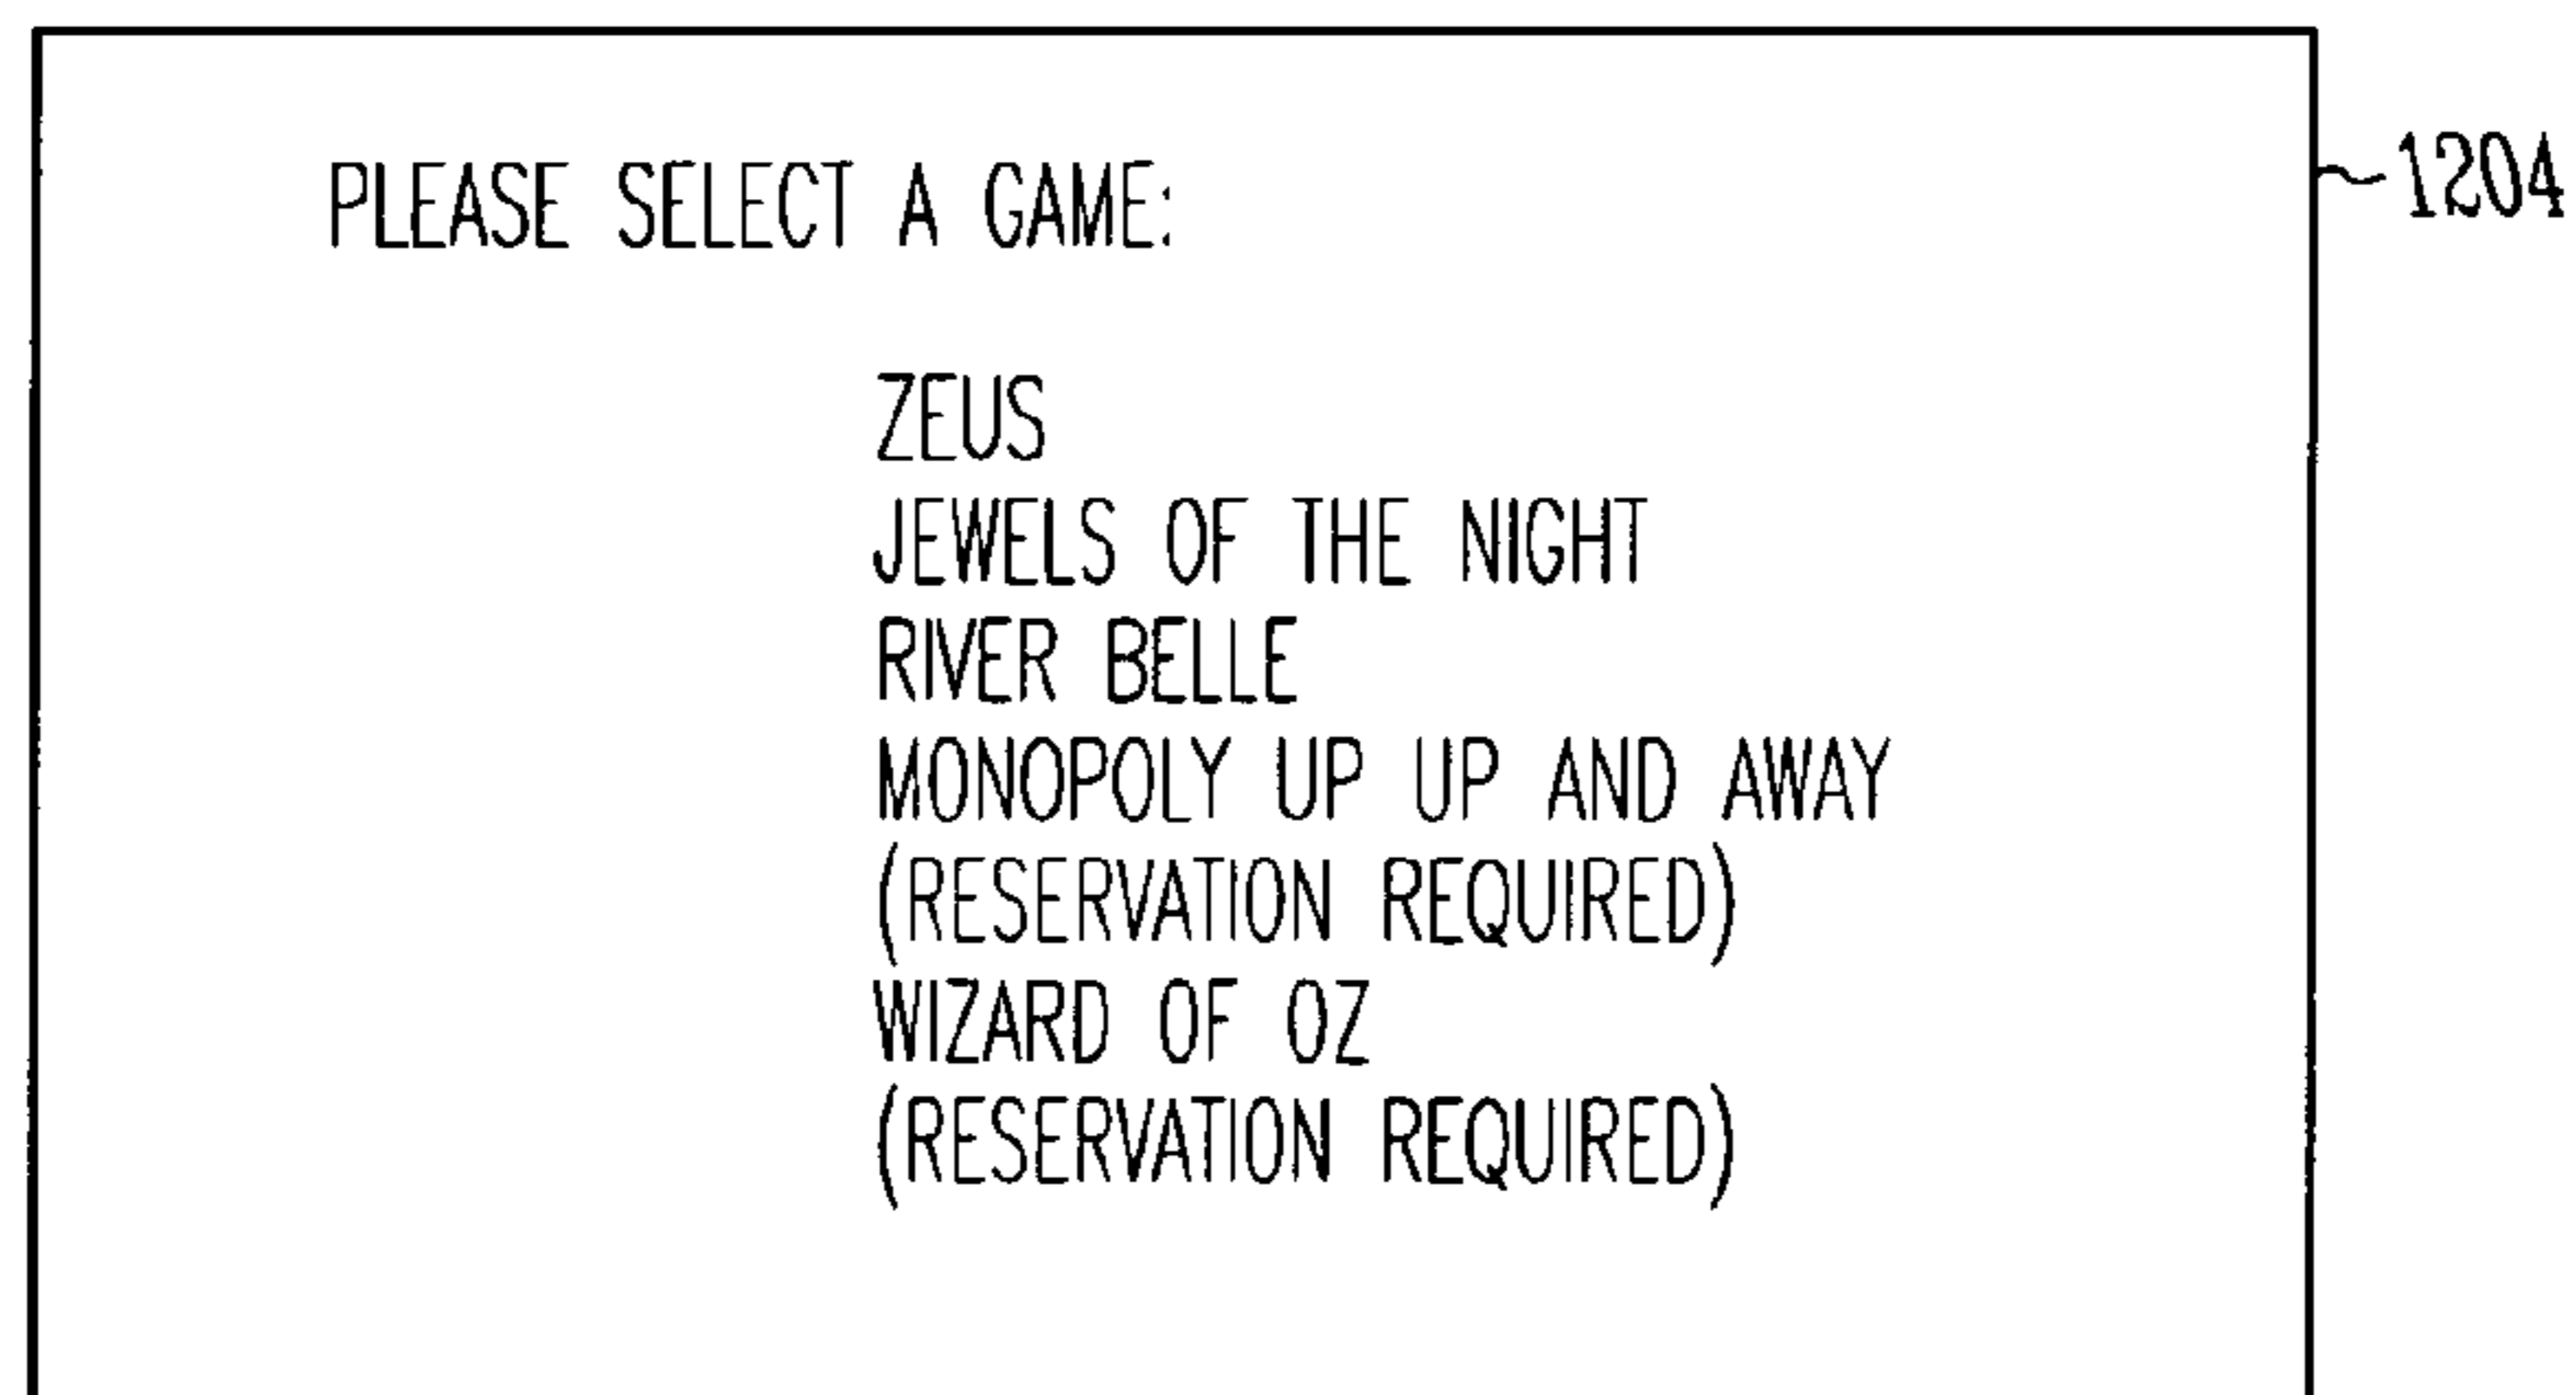 PLEASE SELECT A GAME:
1204
ZEUS
JEWELS OF THE NIGHT
RIVER BELLE
MONOPOLY UP UP AND AWAY
(RESERVATION REQUIRED)
WIZARD OF OZ
(RESERVATION REQUIRED)